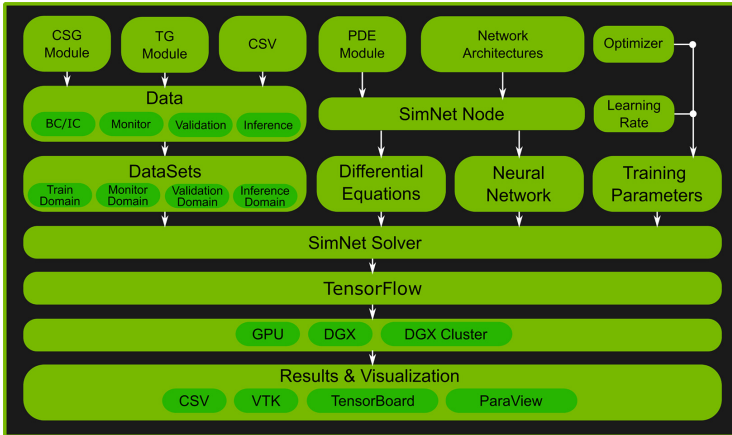 CSG
Module
TG
Module
CSV
PDE
Module
Network
Architectures
Optimizer
Data
BC/IC
Monitor
Validation
Inference
SimNet Node
Learning
Rate
DataSets
Train
Domain
Monitor
Domain
Validation
Domain
Inference
Domain
Differential
Equations
Neural
Network
Training
Parameters
SimNet Solver
TensorFlow
GPU
DGX
DGX Cluster
Results & Visualization
CSV
VTK
TensorBoard
ParaView